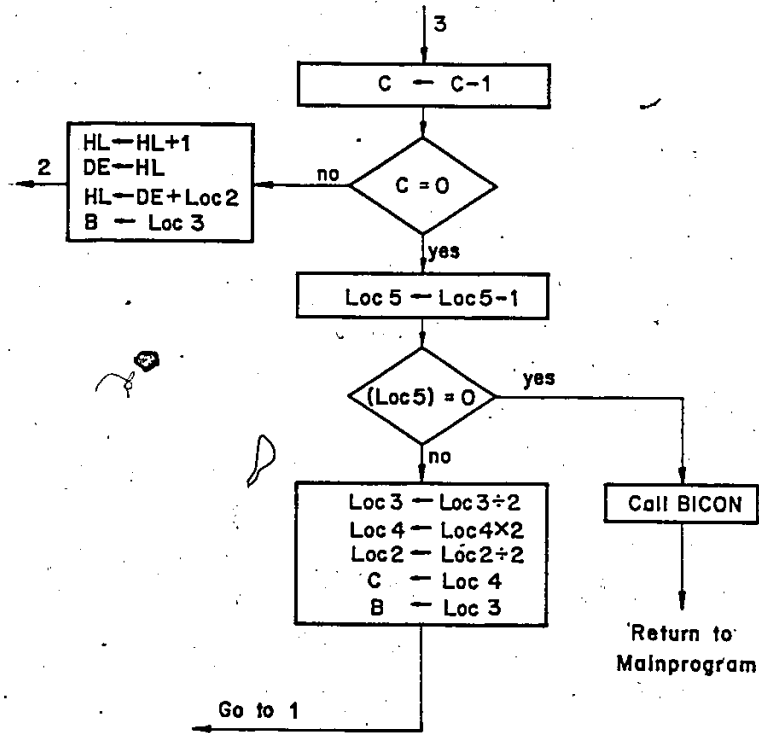 3
C ← C-1
HL←HL+1
DE←HL
HL←DE+Loc2
B ← Loc 3
2
no
C = 0
yes
Loc 5 ← Loc 5-1
(Loc 5) = 0
yes
no
Loc 3 ← Loc 3÷2
Loc 4 ← Loc 4×2
Loc 2 ← Loc 2÷2
C ← Loc 4
B ← Loc 3
Call BICON
Return to
Mainprogram
Go to 1